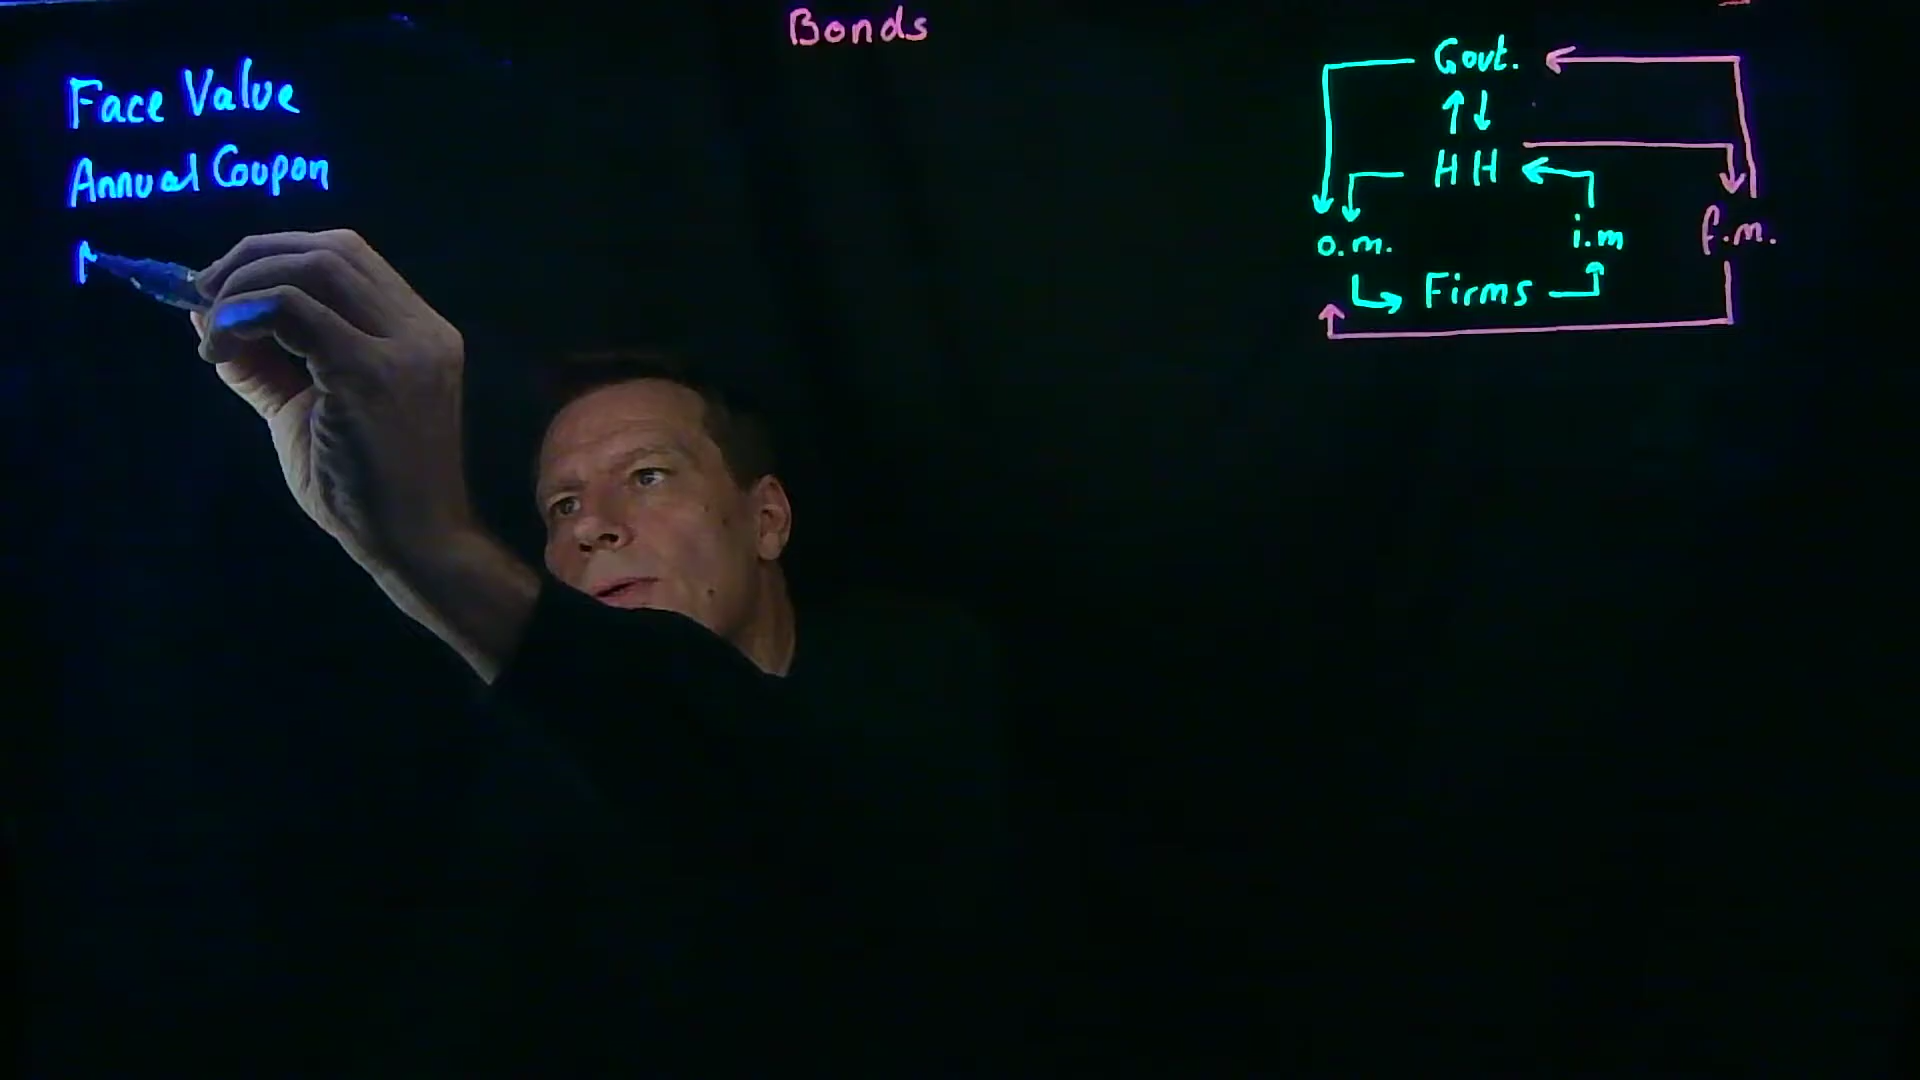 Bonds
Face Value
Annual Coupon
Govt.
HH
o.m.
i.m
f.m.
Firms